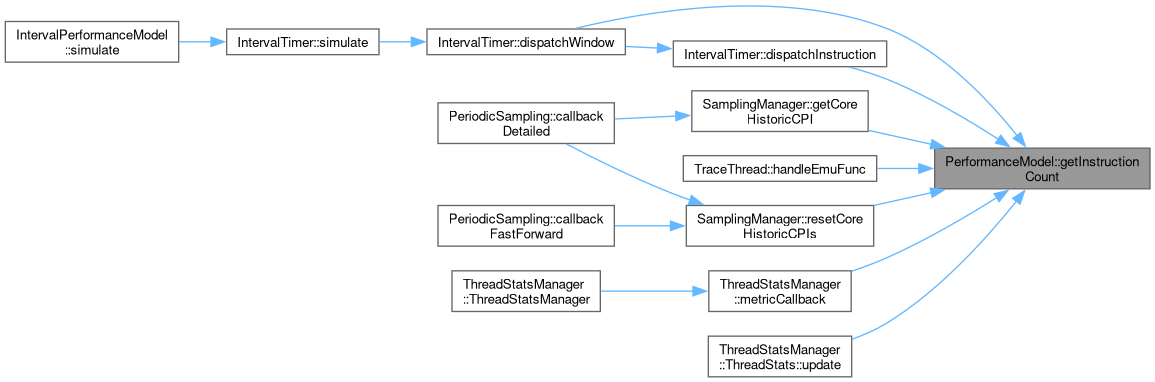 IntervalPerformanceModel
::simulate
IntervalTimer::simulate
IntervalTimer::dispatchWindow
IntervalTimer::dispatchInstruction
PeriodicSampling::callback
Detailed
SamplingManager::getCore
HistoricCPI
PerformanceModel::getInstruction
Count
TraceThread::handleEmuFunc
PeriodicSampling::callback
FastForward
SamplingManager::resetCore
HistoricCPIs
ThreadStatsManager
::ThreadStatsManager
ThreadStatsManager
::metricCallback
ThreadStatsManager
::ThreadStats::update